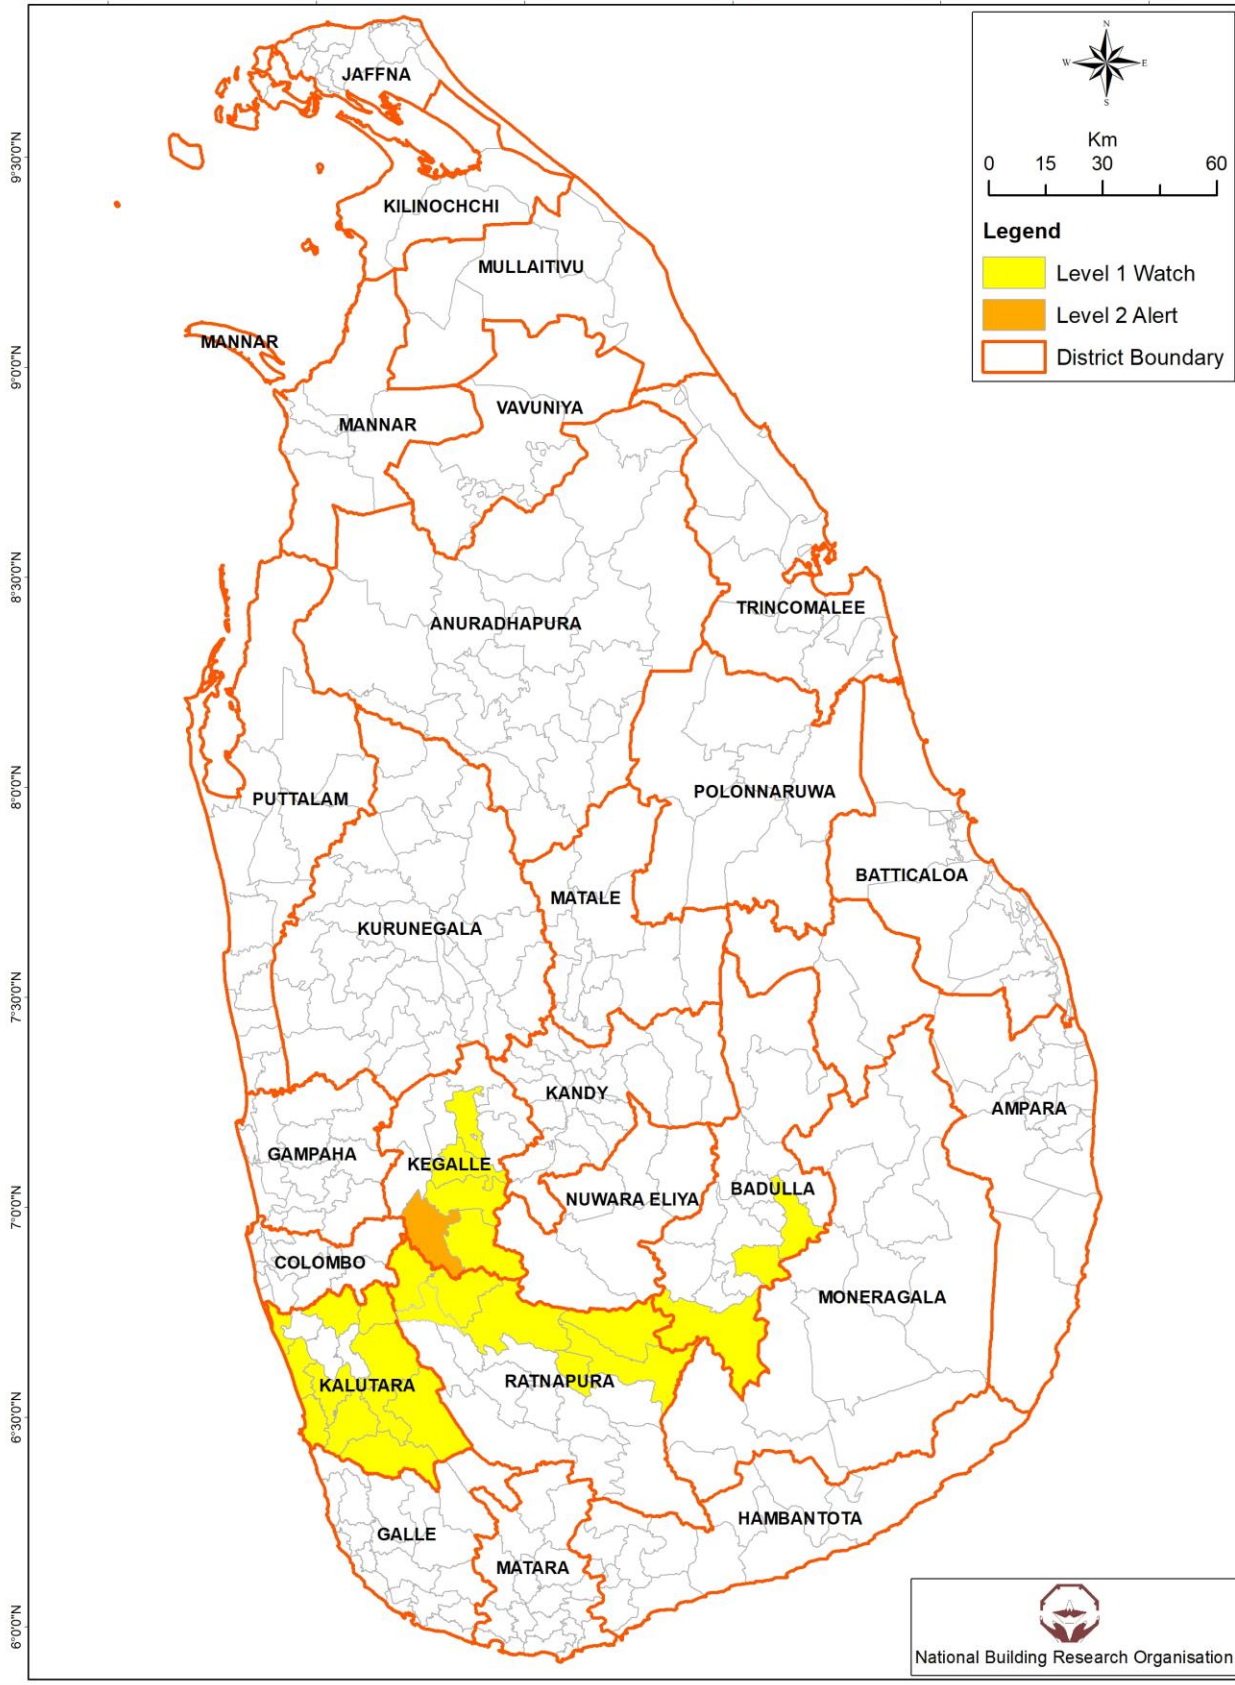 N
W E
S
Km
0 15 30 60
Legend
Level 1 Watch
Level 2 Alert
District Boundary
JAFFNA
KILINOCHCHI
MULLAITIVU
MANNAR
MANNAR
VAVUNIYA
TRINCOMALEE
ANURADHAPURA
PUTTALAM
POLONNARUWA
BATTICALOA
MATALE
KURUNEGALA
KANDY
AMPARA
GAMPAHA
KEGALLE
NUWARA ELIYA
BADULLA
COLOMBO
MONERAGALA
KALUTARA
RATNAPURA
HAMBANTOTA
GALLE
MATARA
9°30'0"N
9°0'0"N
8°30'0"N
8°0'0"N
7°30'0"N
7°0'0"N
6°30'0"N
6°0'0"N
National Building Research Organisation